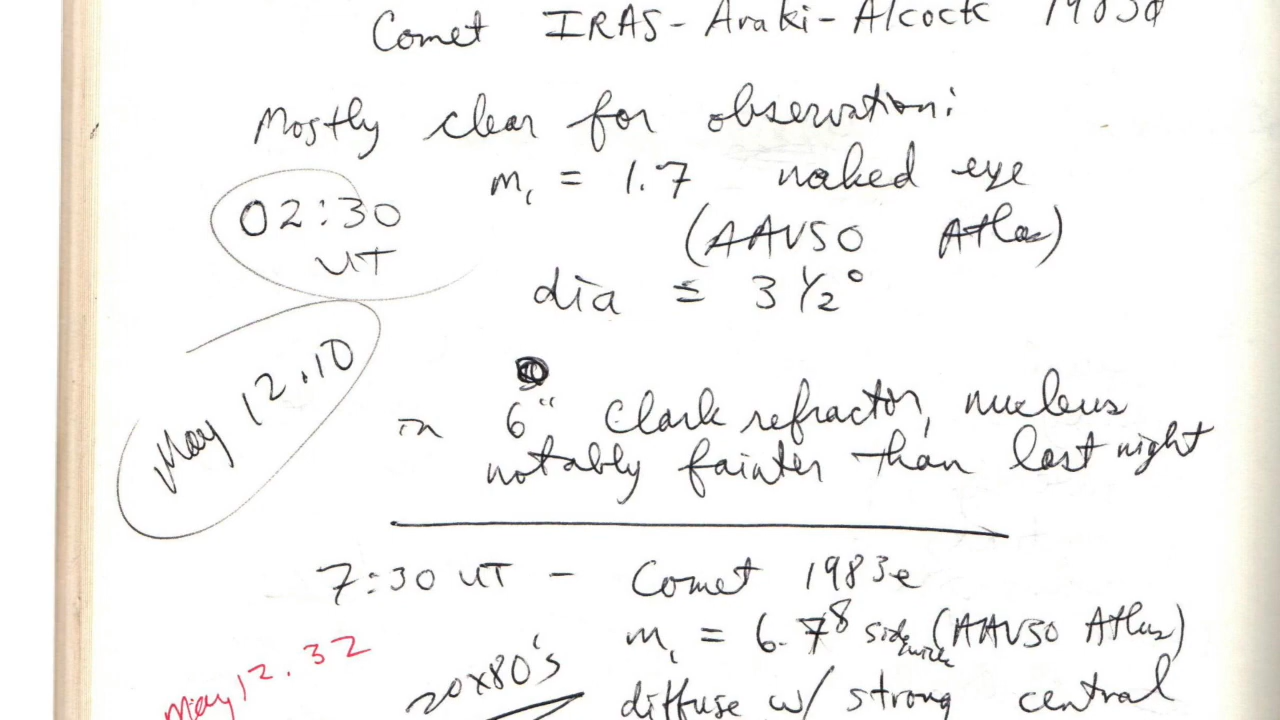 Comet IRAS-Araki-Alcock 1983d
Mostly clear for observation:
02:30
UT
m₁ = 1.7 naked eye
(AAVSO Atlas)
dia ≤ 3 1/2°
May 12.10
in 6" Clark refractor, nucleus
notably fainter than last night
7:30 UT - Comet 1983e
m₁ = 6.78 (AAVSO Atlas)
May 12.32
20x80's
diffuse w/ strong central